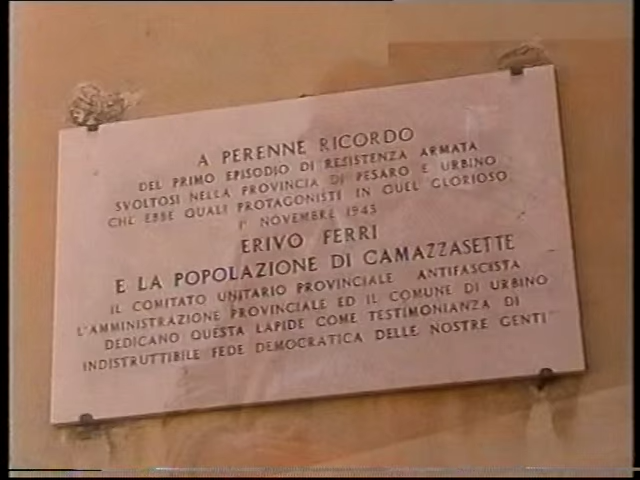 A PERENNE RICORDO
DEL PRIMO EPISODIO DI RESISTENZA ARMATA
SVOLTOSI NELLA PROVINCIA DI PESARO E URBINO
CHE EBBE QUALI PROTAGONISTI IN QUEL GLORIOSO
1° NOVEMBRE 1943
ERIVO FERRI
E LA POPOLAZIONE DI CAMAZZASETTE
IL COMITATO UNITARIO PROVINCIALE ANTIFASCISTA
L'AMMINISTRAZIONE PROVINCIALE ED IL COMUNE DI URBINO
DEDICANO QUESTA LAPIDE COME TESTIMONIANZA DI
INDISTRUTTIBILE FEDE DEMOCRATICA DELLE NOSTRE GENTI